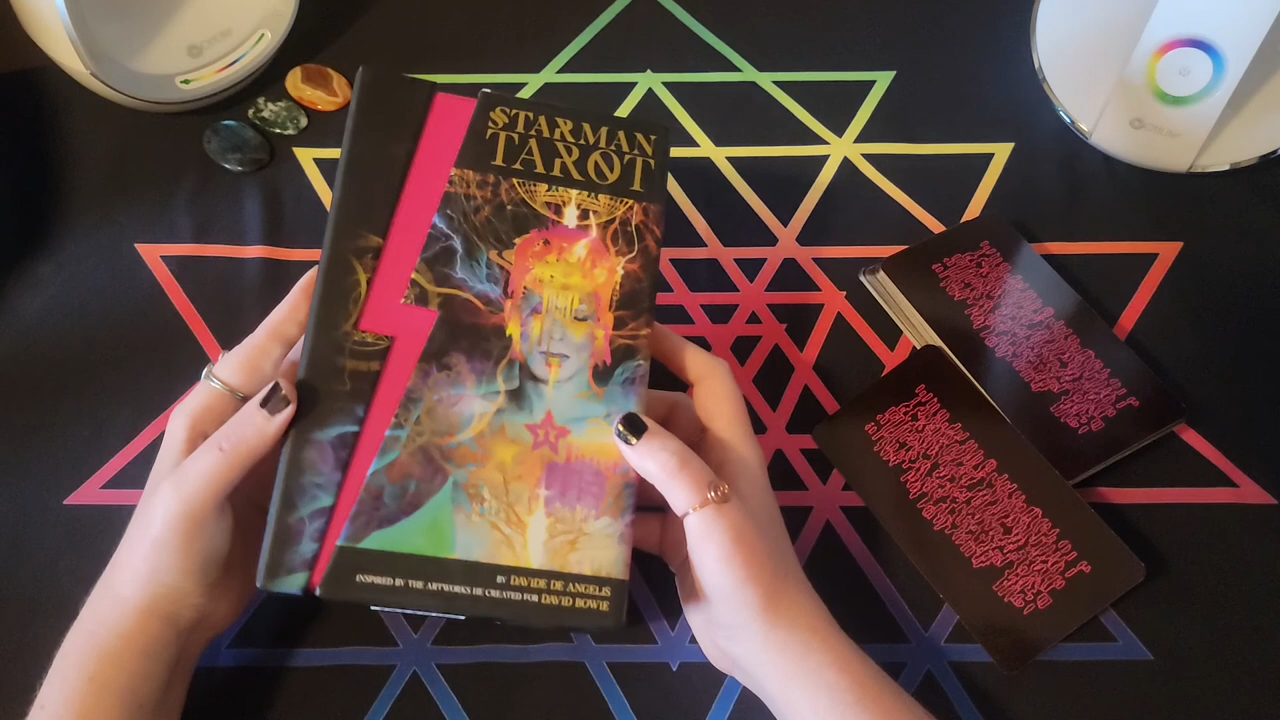 STARMAN
TAROT
BY DAVIDE DE ANGELIS
INSPIRED BY THE ARTWORKS HE CREATED FOR DAVID BOWIE